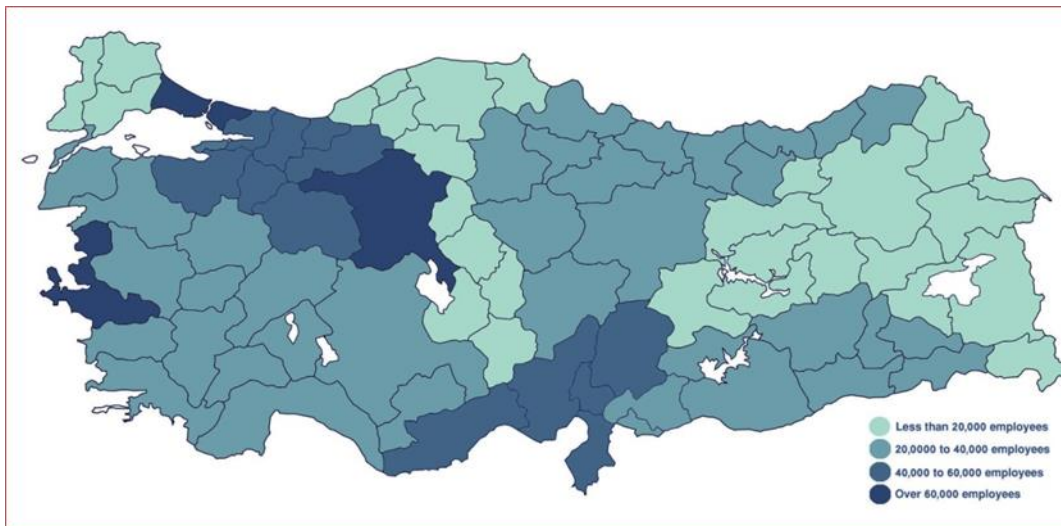 Less than 20,000 employees
20,0000 to 40,000 employees
40,000 to 60,000 employees
Over 60,000 employees